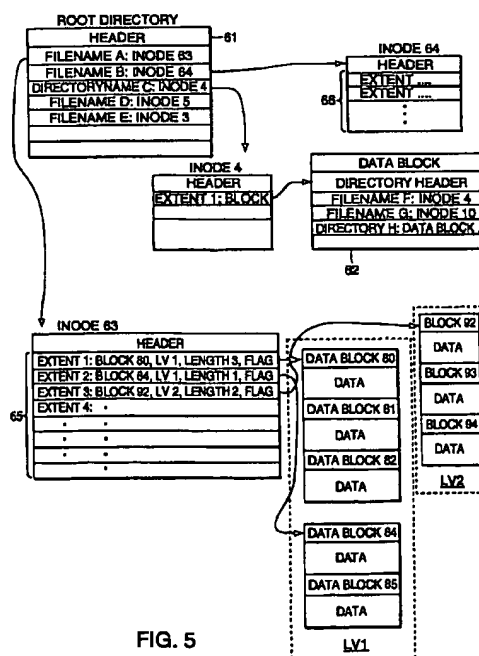 ROOT DIRECTORY
HEADER
61
FILENAME A: INODE 63
FILENAME B: INODE 64
DIRECTORYNAME C: INODE 4
FILENAME D: INODE 5
FILENAME E: INODE 3
INODE 64
HEADER
EXTENT ....
EXTENT ....
66
INODE 4
HEADER
EXTENT 1: BLOCK
DATA BLOCK
DIRECTORY HEADER
FILENAME F: INODE 4
FILENAME G: INODE 10
DIRECTORY H: DATA BLOCK
62
INODE 63
HEADER
EXTENT 1: BLOCK 80, LV 1, LENGTH 3, FLAG
EXTENT 2: BLOCK 84, LV 1, LENGTH 1, FLAG
EXTENT 3: BLOCK 92, LV 2, LENGTH 2, FLAG
EXTENT 4:
65
DATA BLOCK 80
DATA
DATA BLOCK 81
DATA
DATA BLOCK 82
DATA
DATA BLOCK 84
DATA
DATA BLOCK 85
DATA
LV1
BLOCK 92
DATA
BLOCK 93
DATA
BLOCK 94
DATA
LV2
FIG. 5